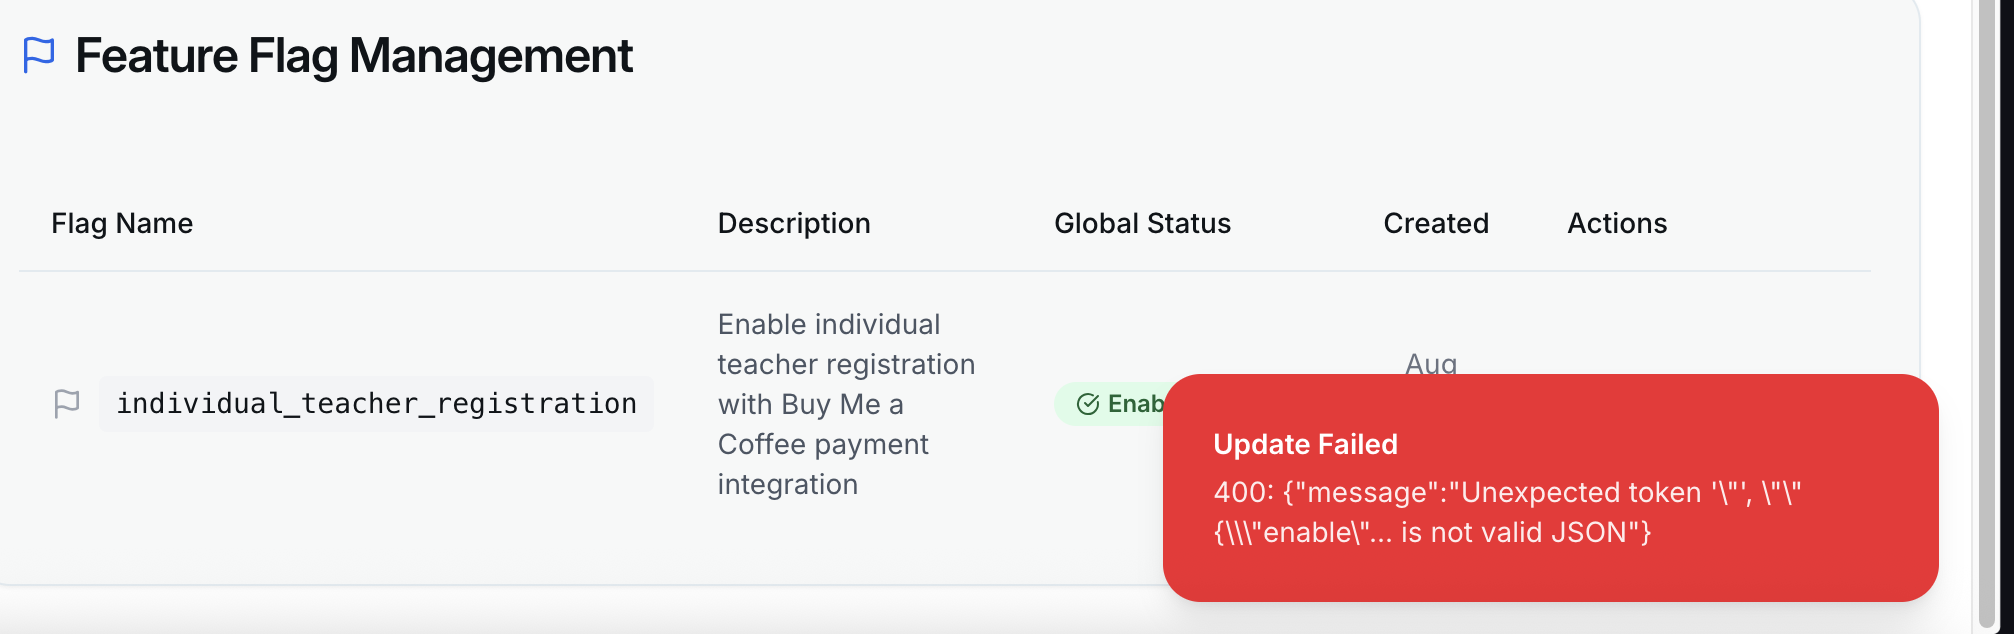 Feature Flag Management
Flag Name Description Global Status Created Actions
individual_teacher_registration
Enable individual
teacher registration
with Buy Me a
Coffee payment
integration
Enab
Aug
Update Failed
400: {"message":"Unexpected token '\"', \"\"
{\\\"enable\"... is not valid JSON"}